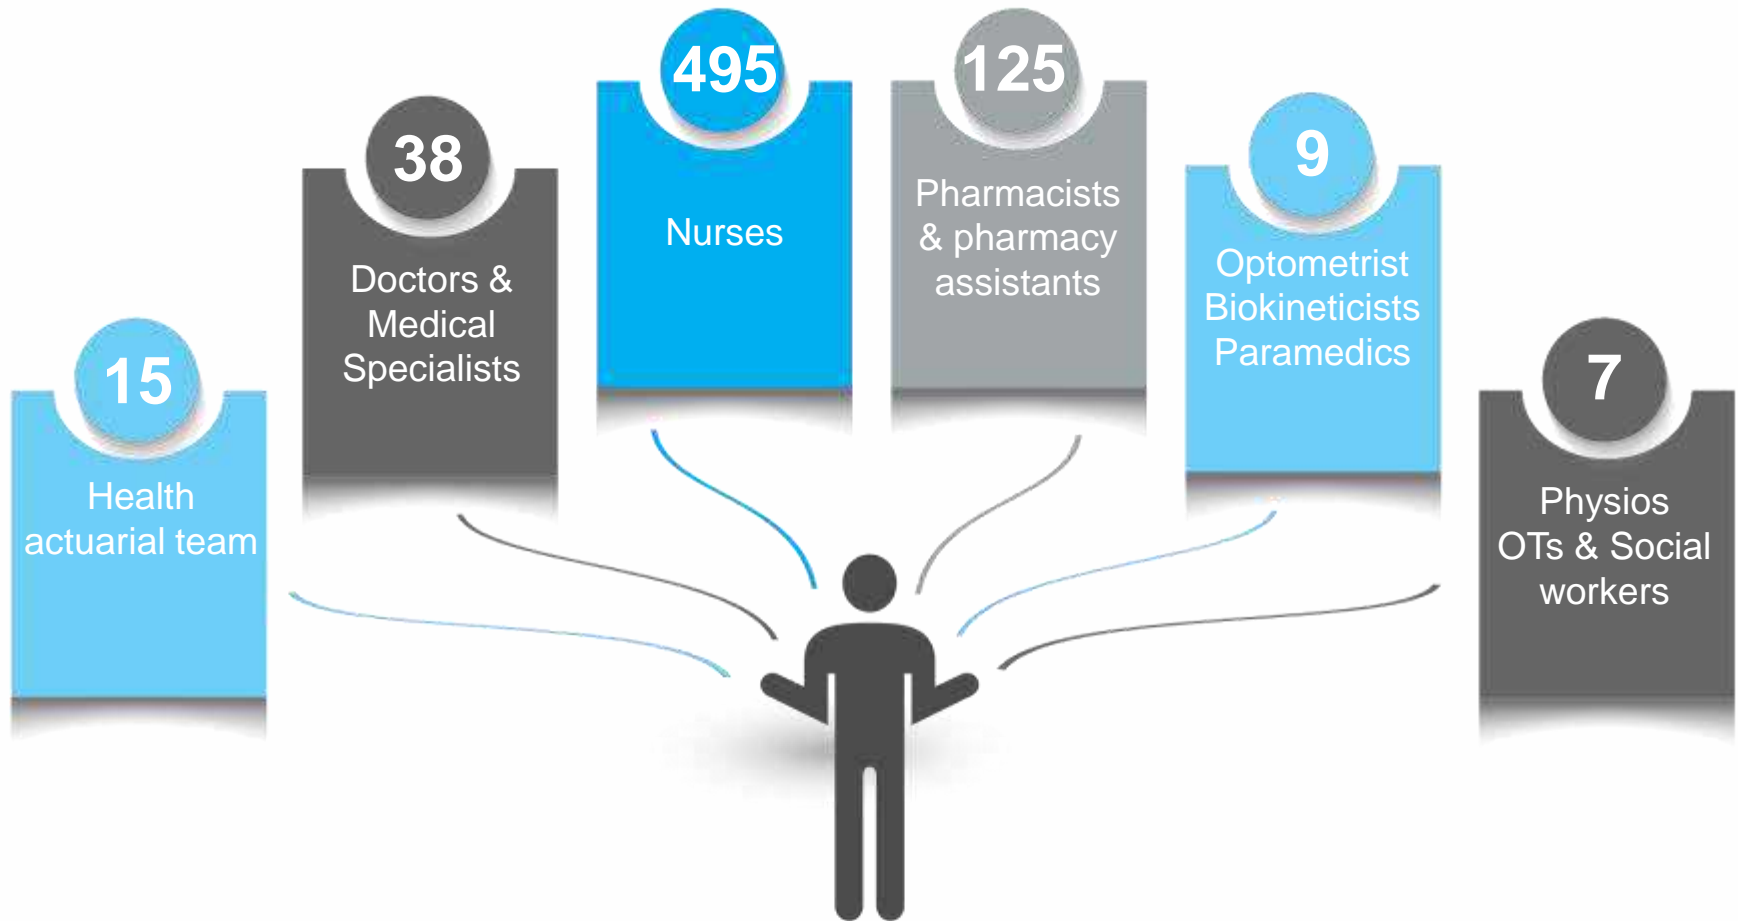 15
Health
actuarial team
38
Doctors &
Medical
Specialists
495
Nurses
125
Pharmacists
& pharmacy
assistants
9
Optometrist
Biokineticists
Paramedics
7
Physios
OTs & Social
workers